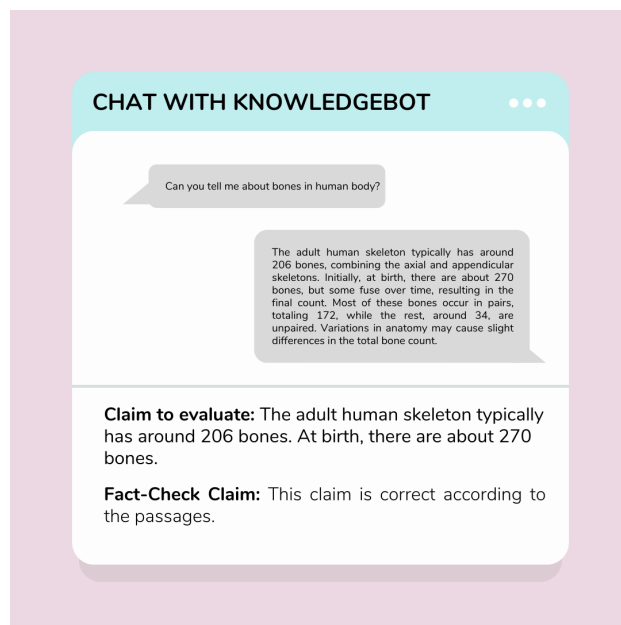 CHAT WITH KNOWLEDGEBOT
Can you tell me about bones in human body?
The adult human skeleton typically has around
206 bones, combining the axial and appendicular
skeletons. Initially, at birth, there are about 270
bones, but some fuse over time, resulting in the
final count. Most of these bones occur in pairs,
totaling 172, while the rest, around 34, are
unpaired. Variations in anatomy may cause slight
differences in the total bone count.
Claim to evaluate: The adult human skeleton typically
has around 206 bones. At birth, there are about 270
bones.
Fact-Check Claim: This claim is correct according to
the passages.